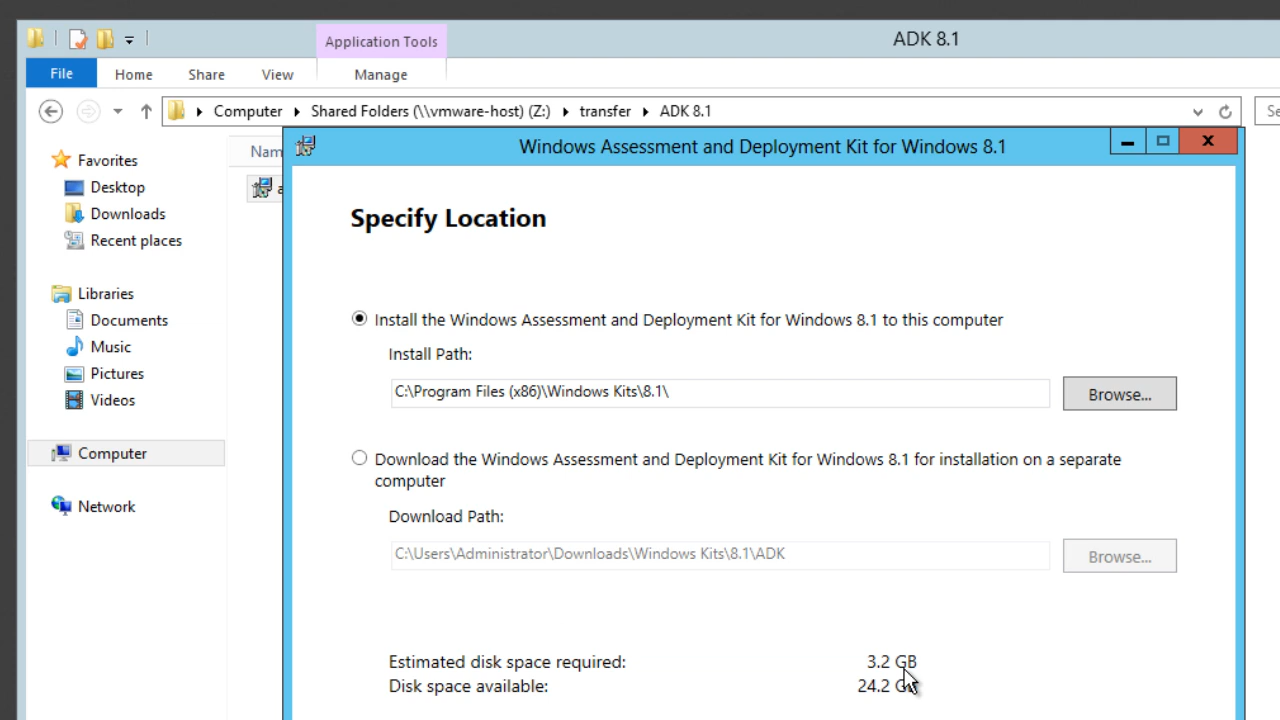 ADK 8.1
Application Tools
File Home Share View Manage
Computer Shared Folders (\\vmware-host) (Z:) transfer ADK 8.1
Windows Assessment and Deployment Kit for Windows 8.1
Favorites
Desktop
Downloads
Recent places
Libraries
Documents
Music
Pictures
Videos
Computer
Network
Specify Location
Install the Windows Assessment and Deployment Kit for Windows 8.1 to this computer
Install Path:
C:\Program Files (x86)\Windows Kits\8.1\
Browse...
Download the Windows Assessment and Deployment Kit for Windows 8.1 for installation on a separate
computer
Download Path:
C:\Users\Administrator\Downloads\Windows Kits\8.1\ADK
Browse...
Estimated disk space required: 3.2 GB
Disk space available: 24.2